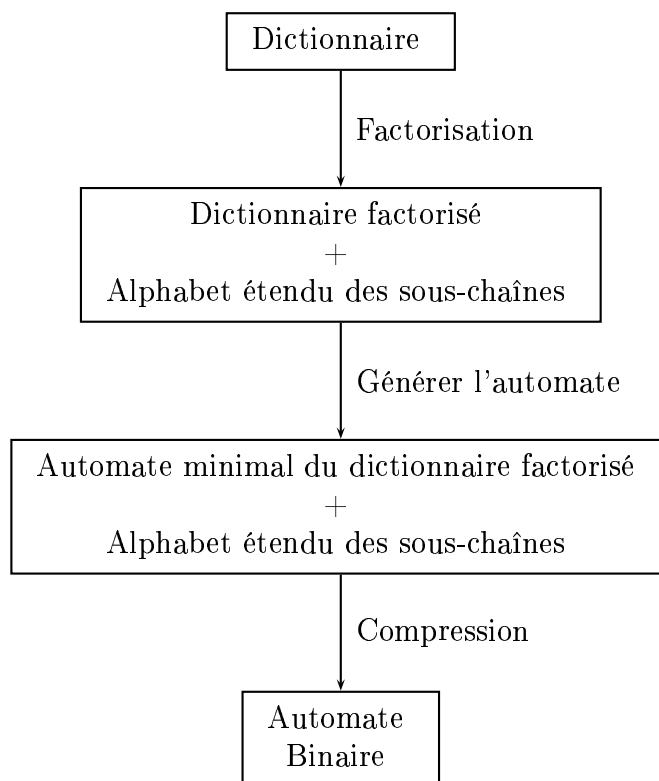 Dictionnaire
Factorisation
Dictionnaire factorisé
+
Alphabet étendu des sous-chaînes
Générer l'automate
Automate minimal du dictionnaire factorisé
+
Alphabet étendu des sous-chaînes
Compression
Automate
Binaire